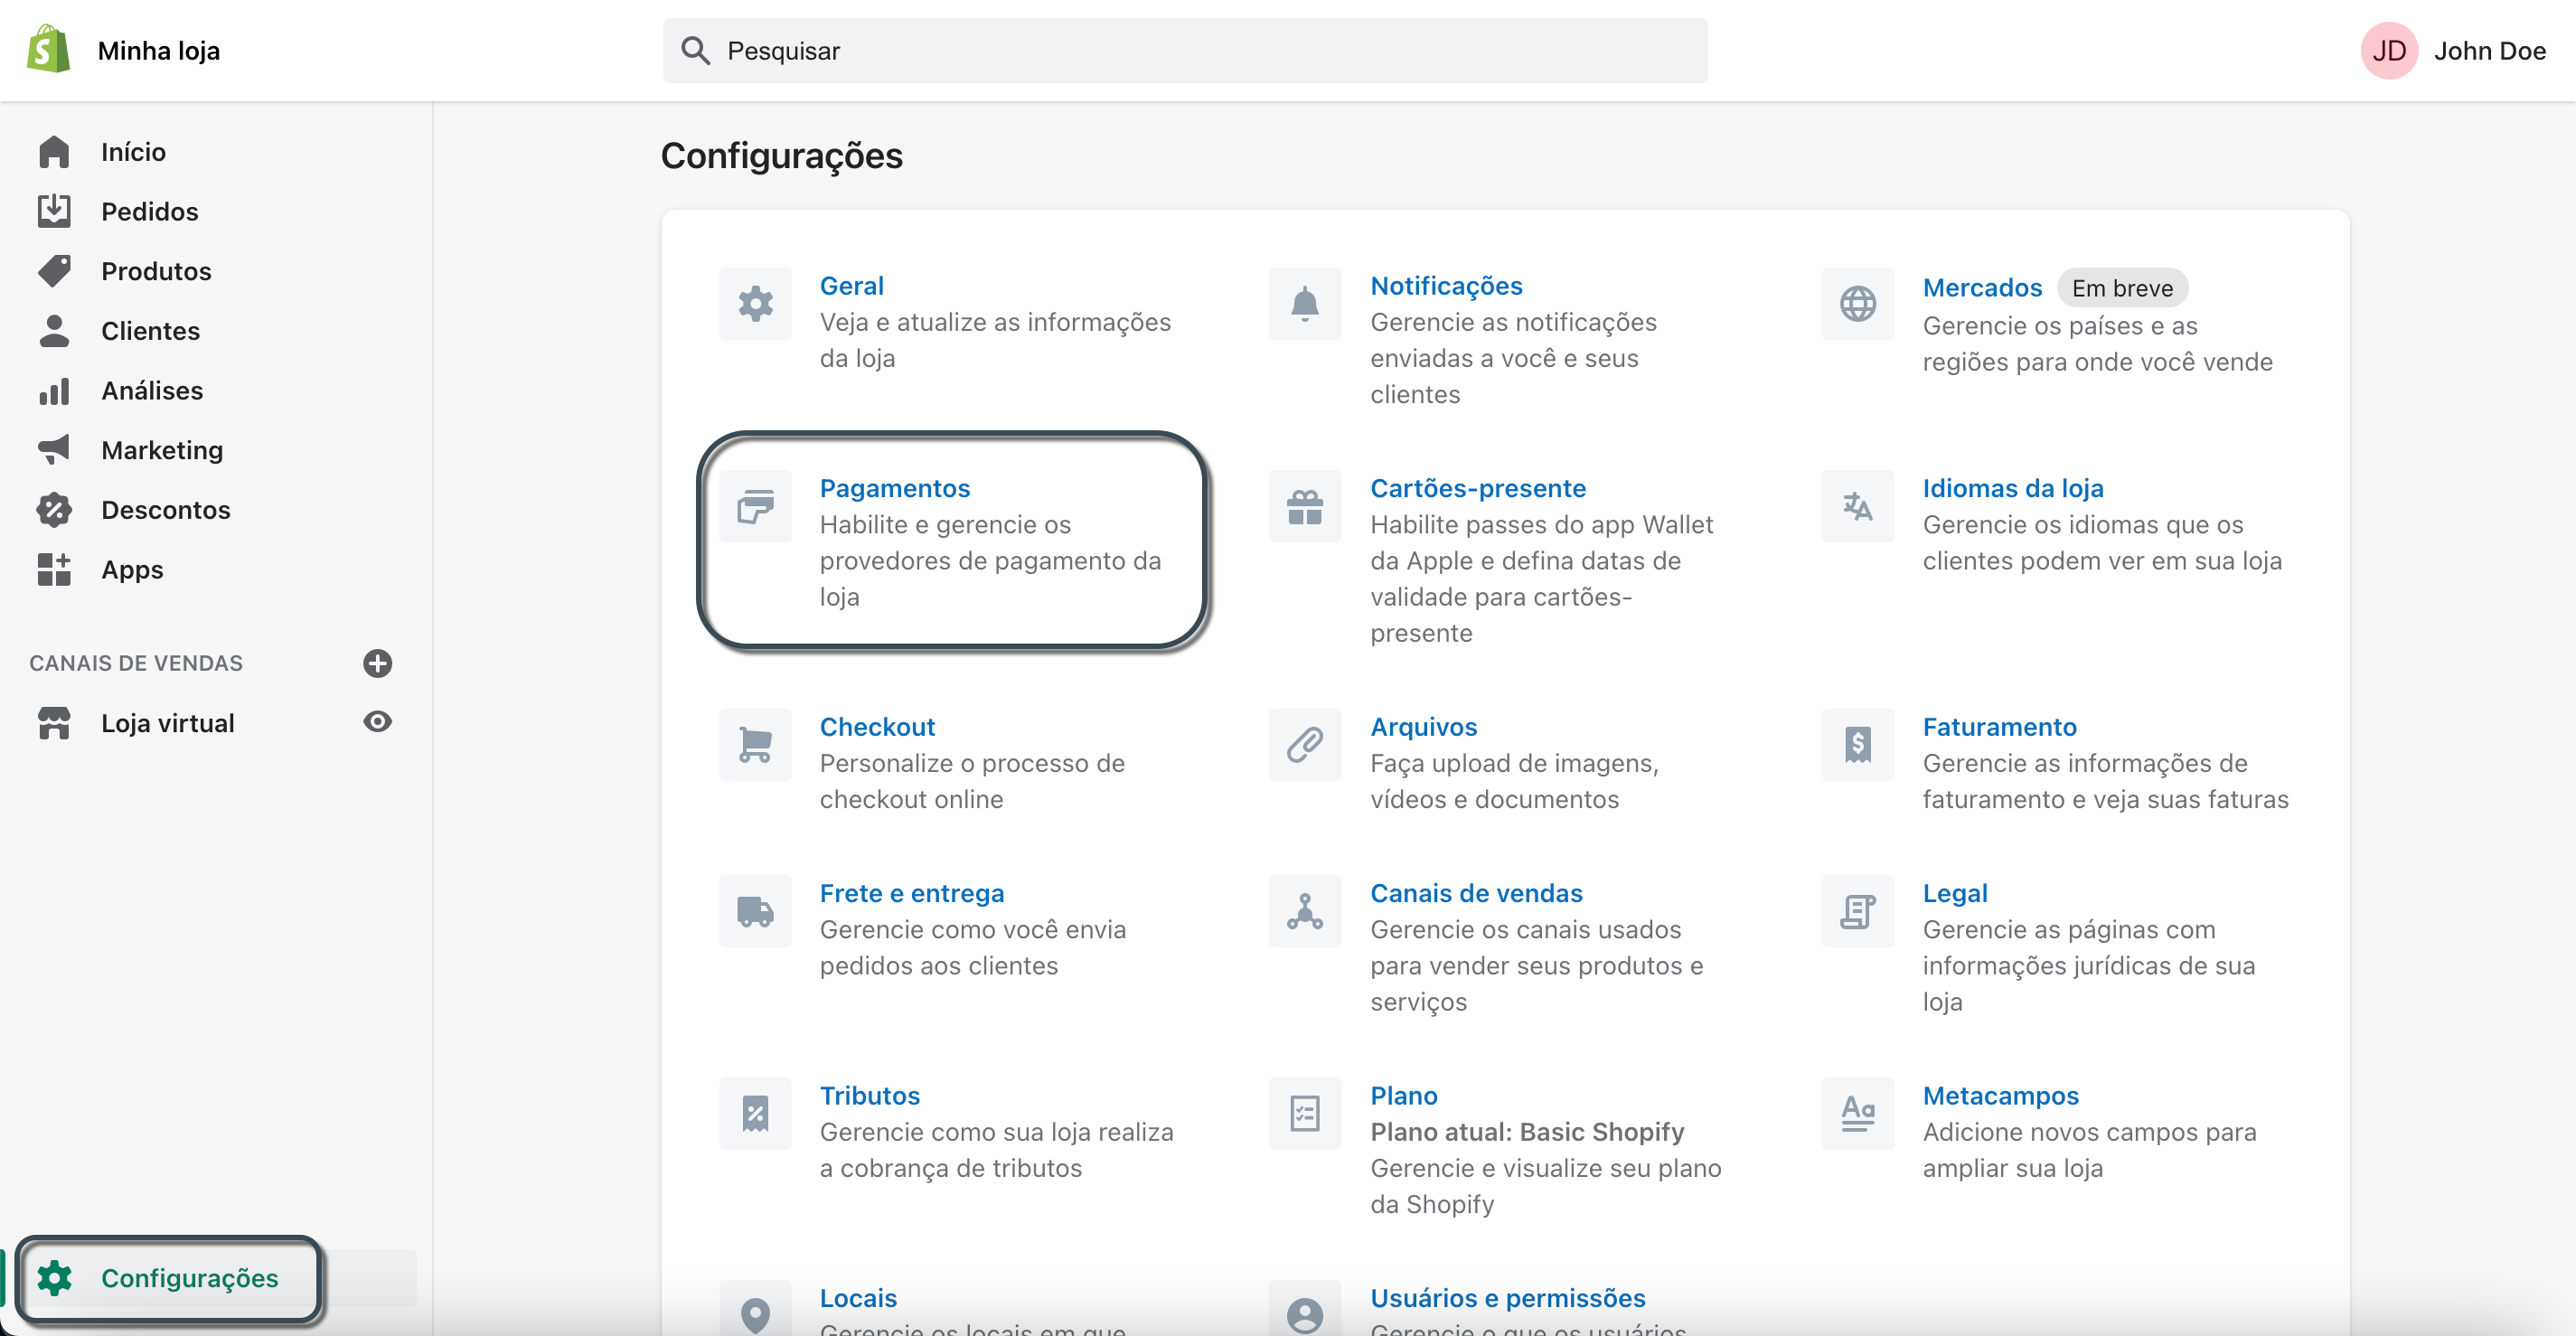 Minha loja
Pesquisar
JD John Doe
Início
Pedidos
Produtos
Clientes
Análises
Marketing
Descontos
Apps
CANAIS DE VENDAS
Loja virtual
Configurações
Configurações
Geral
Veja e atualize as informações
da loja
Notificações
Gerencie as notificações
enviadas a você e seus
clientes
Mercados Em breve
Gerencie os países e as
regiões para onde você vende
Pagamentos
Habilite e gerencie os
provedores de pagamento da
loja
Cartões-presente
Habilite passes do app Wallet
da Apple e defina datas de
validade para cartões-
presente
Idiomas da loja
Gerencie os idiomas que os
clientes podem ver em sua loja
Checkout
Personalize o processo de
checkout online
Arquivos
Faça upload de imagens,
vídeos e documentos
Faturamento
Gerencie as informações de
faturamento e veja suas faturas
Frete e entrega
Gerencie como você envia
pedidos aos clientes
Canais de vendas
Gerencie os canais usados
para vender seus produtos e
serviços
Legal
Gerencie as páginas com
informações jurídicas de sua
loja
Tributos
Gerencie como sua loja realiza
a cobrança de tributos
Plano
Plano atual: Basic Shopify
Gerencie e visualize seu plano
da Shopify
Metacampos
Adicione novos campos para
ampliar sua loja
Locais
Gerencie os locais em que
Usuários e permissões
Gerencie o que os usuários